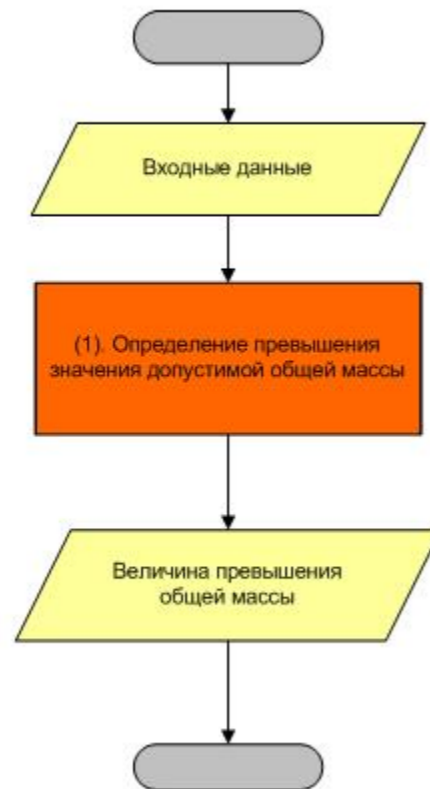 Входные данные
(1). Определение превышения
значения допустимой общей массы
Величина превышения
общей массы